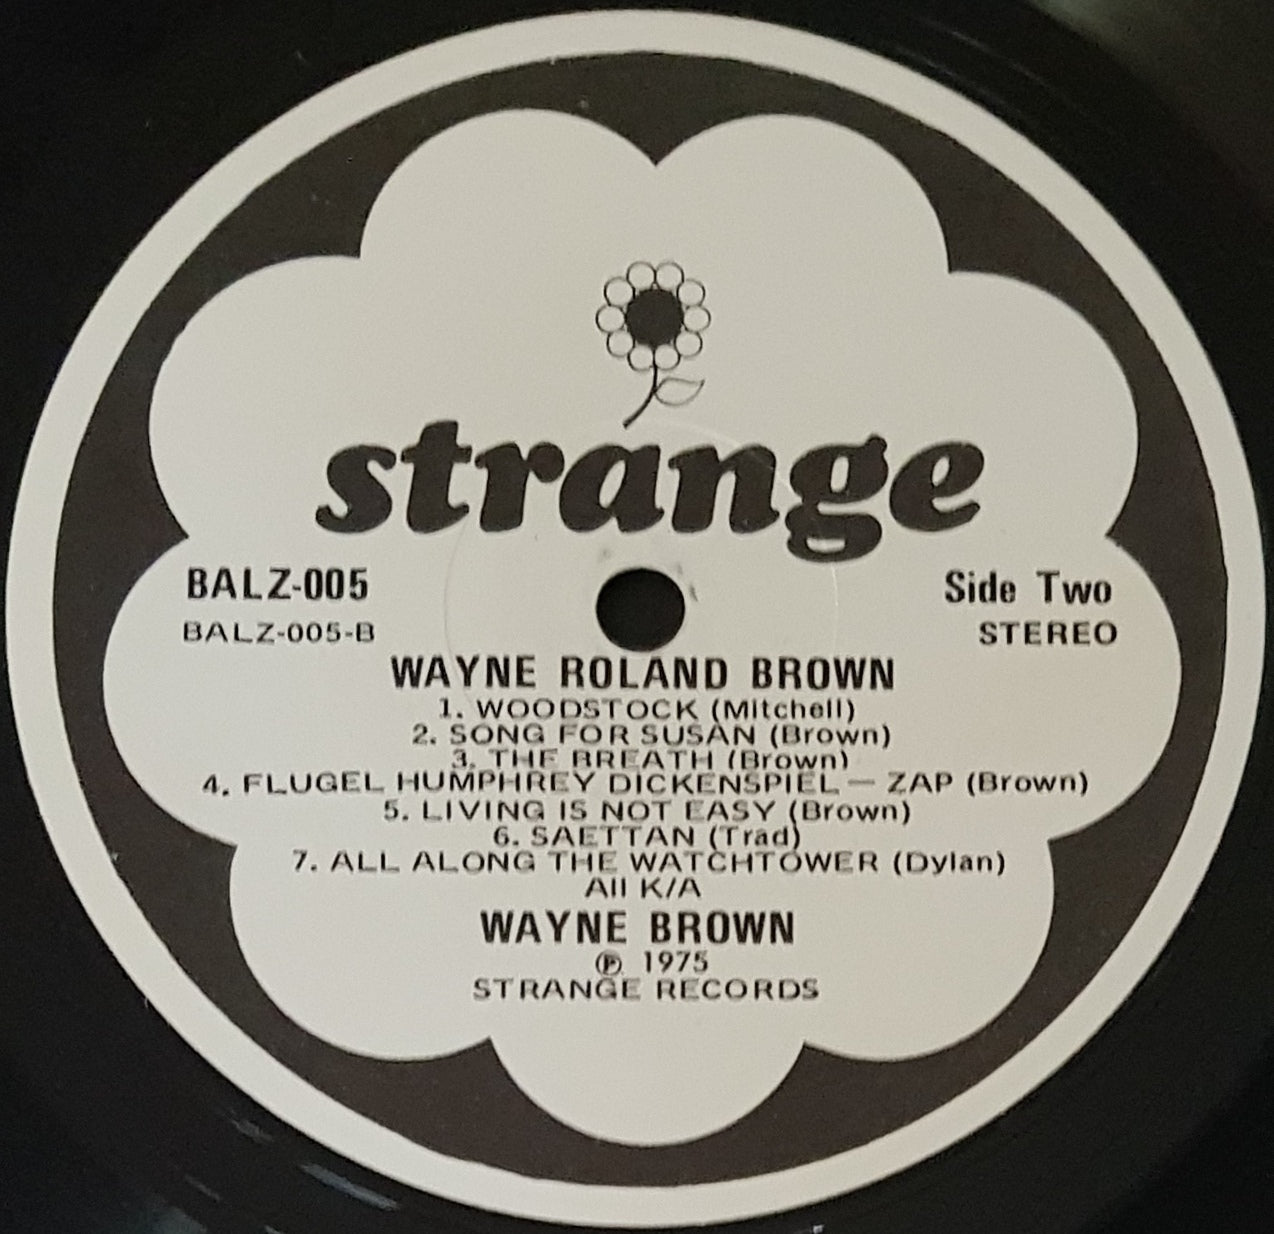 strange
BALZ-005
Side Two
BALZ-005-B
STEREO
WAYNE ROLAND BROWN
1. WOODSTOCK (Mitchell)
2. SONG FOR SUSAN (Brown)
3. THE BREATH (Brown)
4. FLUGEL HUMPHREY DICKENSPIEL — ZAP (Brown)
5. LIVING IS NOT EASY (Brown)
6. SAETTAN (Trad)
7. ALL ALONG THE WATCHTOWER (Dylan)
All K/A
WAYNE BROWN
℗ 1975
STRANGE RECORDS